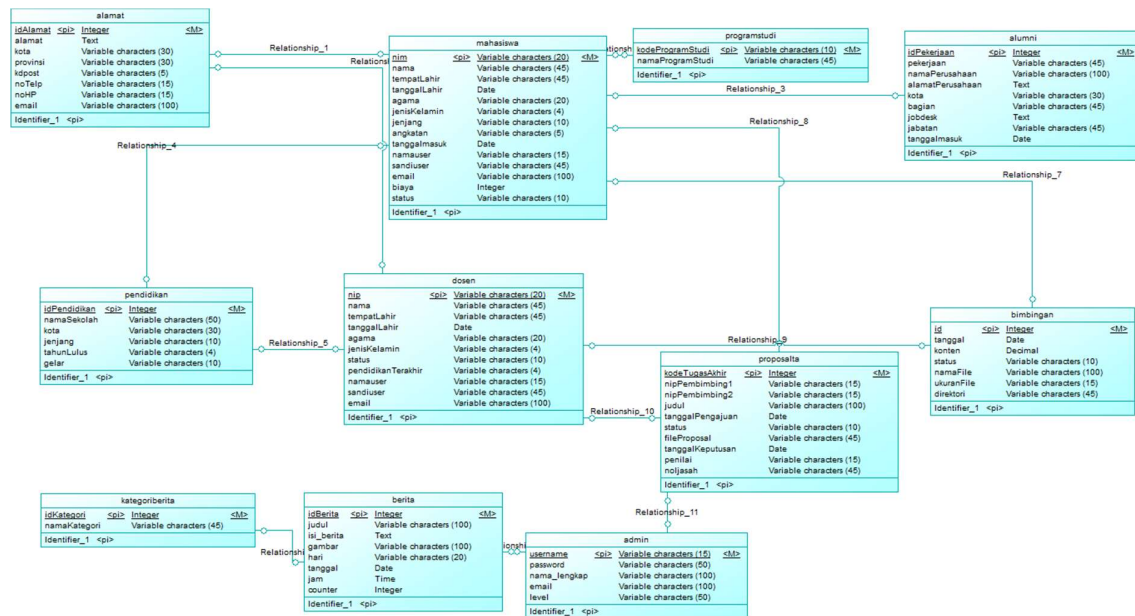 alamat
idAlamat <pi> Integer <M>
alamat Text
kota Variable characters (30)
provinsi Variable characters (30)
kdpost Variable characters (5)
noTelp Variable characters (15)
noHP Variable characters (15)
email Variable characters (100)
Identifier_1 <pi>
Relationship_1
mahasiswa
nim <pi> Variable characters (20) <M>
nama Variable characters (45)
tempatLahir Variable characters (45)
tanggalLahir Date
agama Variable characters (20)
jenisKelamin Variable characters (4)
jenjang Variable characters (10)
angkatan Variable characters (5)
tanggalmasuk Date
namauser Variable characters (15)
sandiuser Variable characters (45)
email Variable characters (100)
biaya Integer
status Variable characters (10)
Identifier_1 <pi>
programstudi
kodeProgramStudi <pi> Variable characters (10) <M>
namaProgramStudi Variable characters (45)
Identifier_1 <pi>
alumni
idPekerjaan <pi> Integer <M>
pekerjaan Variable characters (45)
namaPerusahaan Variable characters (100)
alamatPerusahaan Text
kota Variable characters (30)
bagian Variable characters (45)
jobdesk Text
jabatan Variable characters (45)
tanggalmasuk Date
Identifier_1 <pi>
Relationship_3
Relationship_8
Relationship_4
Relationship_7
pendidikan
idPendidikan <pi> Integer <M>
namaSekolah Variable characters (50)
kota Variable characters (30)
jenjang Variable characters (10)
tahunLulus Variable characters (4)
gelar Variable characters (10)
Identifier_1 <pi>
Relationship_5
dosen
nip <pi> Variable characters (20) <M>
nama Variable characters (45)
tempatLahir Variable characters (45)
tanggalLahir Date
agama Variable characters (20)
jenisKelamin Variable characters (4)
status Variable characters (10)
pendidikanTerakhir Variable characters (4)
namauser Variable characters (15)
sandiuser Variable characters (45)
email Variable characters (100)
Identifier_1 <pi>
Relationship_9
Relationship_10
proposalta
kodeTugasAkhir <pi> Integer <M>
nipPembimbing1 Variable characters (15)
nipPembimbing2 Variable characters (15)
judul Variable characters (100)
tanggalPengajuan Date
status Variable characters (10)
fileProposal Variable characters (45)
tanggalKeputusan Date
penilai Variable characters (15)
noIjasah Variable characters (45)
Identifier_1 <pi>
bimbingan
id <pi> Integer <M>
tanggal Date
konten Decimal
status Variable characters (10)
namaFile Variable characters (100)
ukuranFile Variable characters (15)
direktori Variable characters (45)
Identifier_1 <pi>
kategoriberita
idKategori <pi> Integer <M>
namaKategori Variable characters (45)
Identifier_1 <pi>
berita
idBerita <pi> Integer <M>
judul Variable characters (100)
isi_berita Text
gambar Variable characters (100)
hari Variable characters (20)
tanggal Date
jam Time
counter Integer
Identifier_1 <pi>
Relationship_11
admin
username <pi> Variable characters (15) <M>
password Variable characters (50)
nama_lengkap Variable characters (100)
email Variable characters (100)
level Variable characters (50)
Identifier_1 <pi>